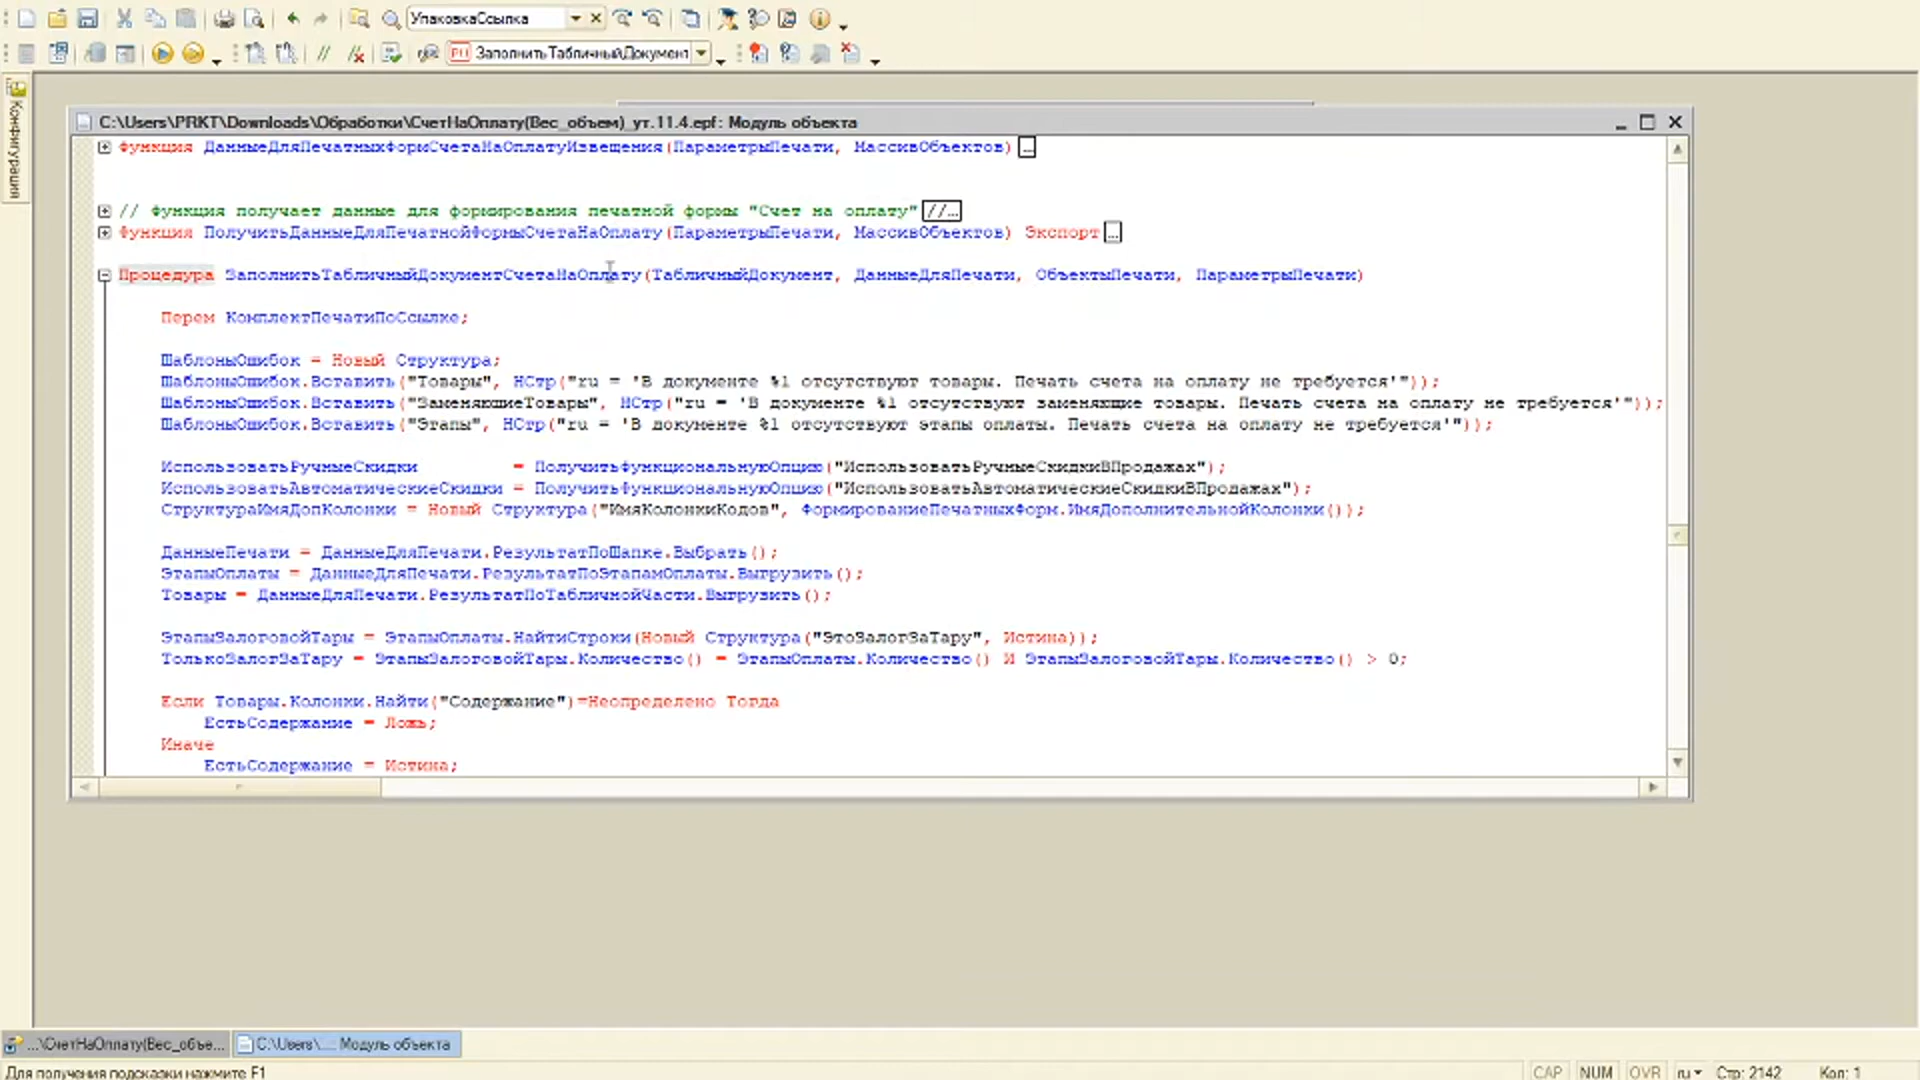 УпаковкаСсылка
ЗаполнитьТабличныйДокумент
Конфигурация
C:\Users\PRKT\Downloads\Обработки\СчетНаОплату(Вес_объем)_ут.11.4.epf : Модуль объекта
Функция ДанныеДляПечатныхФормСчетаНаОплатуИзвещения(ПараметрыПечати, МассивОбъектов) ...
// Функция получает данные для формирования печатной формы "Счет на оплату" //...
Функция ПолучитьДанныеДляПечатнойФормыСчетаНаОплату(ПараметрыПечати, МассивОбъектов) Экспорт ...
Процедура ЗаполнитьТабличныйДокументСчетаНаОплату(ТабличныйДокумент, ДанныеДляПечати, ОбъектыПечати, ПараметрыПечати)
Перем КомплектПечатиПоСсылке;
ШаблоныОшибок = Новый Структура;
ШаблоныОшибок.Вставить("Товары", НСтр("ru = 'В документе %1 отсутствуют товары. Печать счета на оплату не требуется'"));
ШаблоныОшибок.Вставить("ЗаменяющиеТовары", НСтр("ru = 'В документе %1 отсутствуют заменяющие товары. Печать счета на оплату не требуется'"));
ШаблоныОшибок.Вставить("Этапы", НСтр("ru = 'В документе %1 отсутствуют этапы оплаты. Печать счета на оплату не требуется'"));
ИспользоватьРучныеСкидки = ПолучитьФункциональнуюОпцию("ИспользоватьРучныеСкидкиВПродажах");
ИспользоватьАвтоматическиеСкидки = ПолучитьФункциональнуюОпцию("ИспользоватьАвтоматическиеСкидкиВПродажах");
СтруктураИмяДопКолонки = Новый Структура("ИмяКолонкиКодов", ФормированиеПечатныхФорм.ИмяДополнительнойКолонки());
ДанныеПечати = ДанныеДляПечати.РезультатПоШапке.Выбрать();
ЭтапыОплаты = ДанныеДляПечати.РезультатПоЭтапамОплаты.Выгрузить();
Товары = ДанныеДляПечати.РезультатПоТабличнойЧасти.Выгрузить();
ЭтапыЗалоговойТары = ЭтапыОплаты.НайтиСтроки(Новый Структура("ЭтоЗалогЗаТару", Истина));
ТолькоЗалогЗаТару = ЭтапыЗалоговойТары.Количество() = ЭтапыОплаты.Количество() И ЭтапыЗалоговойТары.Количество() > 0;
Если Товары.Колонки.Найти("Содержание")=Неопределено Тогда
ЕстьСодержание = Ложь;
Иначе
ЕстьСодержание = Истина;
...\СчетНаОплату(Вес_объе...
C:\Users\...: Модуль объекта
Для получения подсказки нажмите F1
CAP NUM OVR ru Стр: 2142 Кол: 1